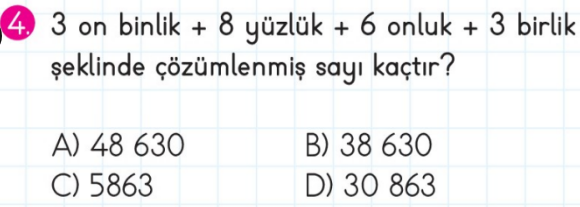 4. 3 on binlik + 8 yüzlük + 6 onluk + 3 birlik
şeklinde çözümlenmiş sayı kaçtır?
A) 48 630 B) 38 630
C) 5863 D) 30 863